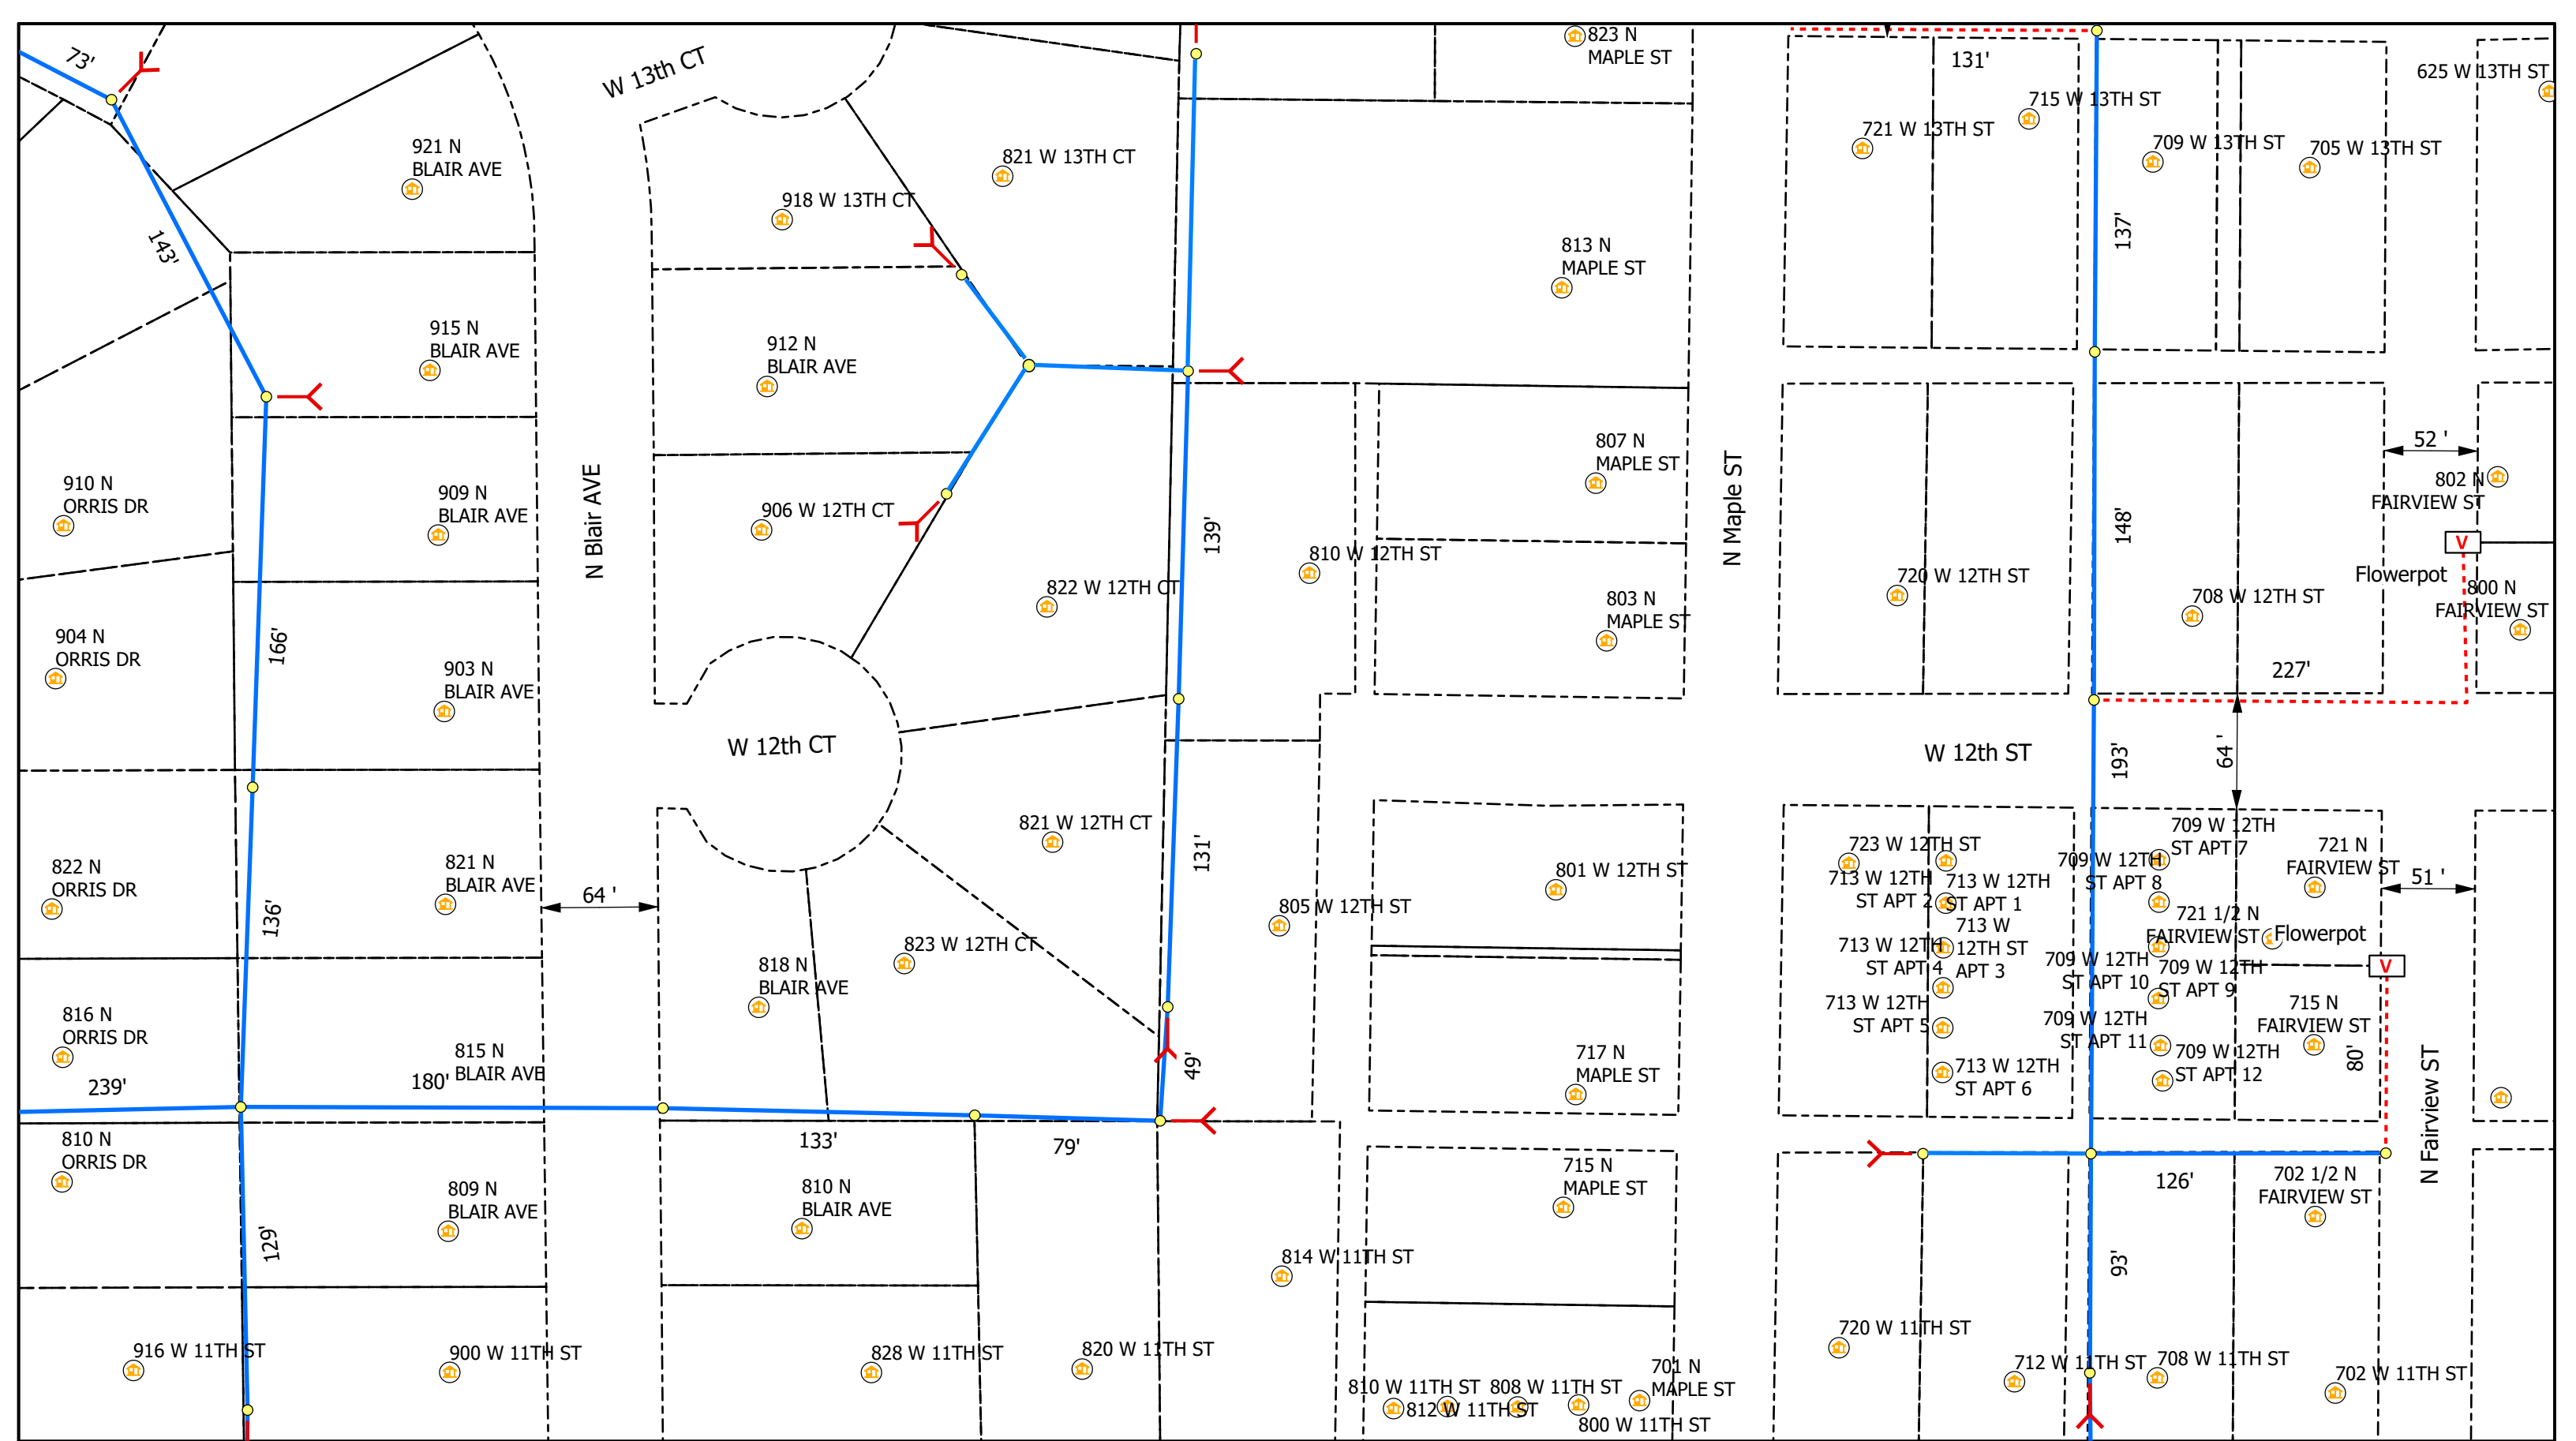 73'
W 13th CT
823 N
MAPLE ST
131'
625 W 13TH ST
715 W 13TH ST
721 W 13TH ST
709 W 13TH ST
705 W 13TH ST
921 N
BLAIR AVE
821 W 13TH CT
918 W 13TH CT
143'
137'
813 N
MAPLE ST
915 N
BLAIR AVE
912 N
BLAIR AVE
807 N
MAPLE ST
52 '
802 N
FAIRVIEW ST
910 N
ORRIS DR
909 N
BLAIR AVE
N Blair AVE
906 W 12TH CT
139'
N Maple ST
148'
810 W 12TH ST
V
Flowerpot
720 W 12TH ST
708 W 12TH ST
800 N
FAIRVIEW ST
822 W 12TH CT
803 N
MAPLE ST
904 N
ORRIS DR
166'
903 N
BLAIR AVE
227'
W 12th CT
W 12th ST
193'
64 '
821 W 12TH CT
131'
822 N
ORRIS DR
821 N
BLAIR AVE
64 '
136'
801 W 12TH ST
805 W 12TH ST
723 W 12TH ST
713 W 12TH
ST APT 2
713 W 12TH
ST APT 1
709 W 12TH
ST APT 7
709 W 12TH
ST APT 8
721 N
FAIRVIEW ST
51 '
721 1/2 N
FAIRVIEW ST
Flowerpot
713 W
12TH ST
APT 3
713 W 12TH
ST APT 4
709 W 12TH
ST APT 10
709 W 12TH
ST APT 9
V
823 W 12TH CT
818 N
BLAIR AVE
713 W 12TH
ST APT 5
709 W 12TH
ST APT 11
715 N
FAIRVIEW ST
816 N
ORRIS DR
815 N
BLAIR AVE
49'
717 N
MAPLE ST
713 W 12TH
ST APT 6
709 W 12TH
ST APT 12
80'
N Fairview ST
239'
180'
133'
79'
810 N
ORRIS DR
809 N
BLAIR AVE
810 N
BLAIR AVE
715 N
MAPLE ST
126'
702 1/2 N
FAIRVIEW ST
129'
814 W 11TH ST
93'
916 W 11TH ST
900 W 11TH ST
828 W 11TH ST
820 W 11TH ST
720 W 11TH ST
712 W 11TH ST
708 W 11TH ST
702 W 11TH ST
810 W 11TH ST
808 W 11TH ST
701 N
MAPLE ST
812 W 11TH ST
800 W 11TH ST